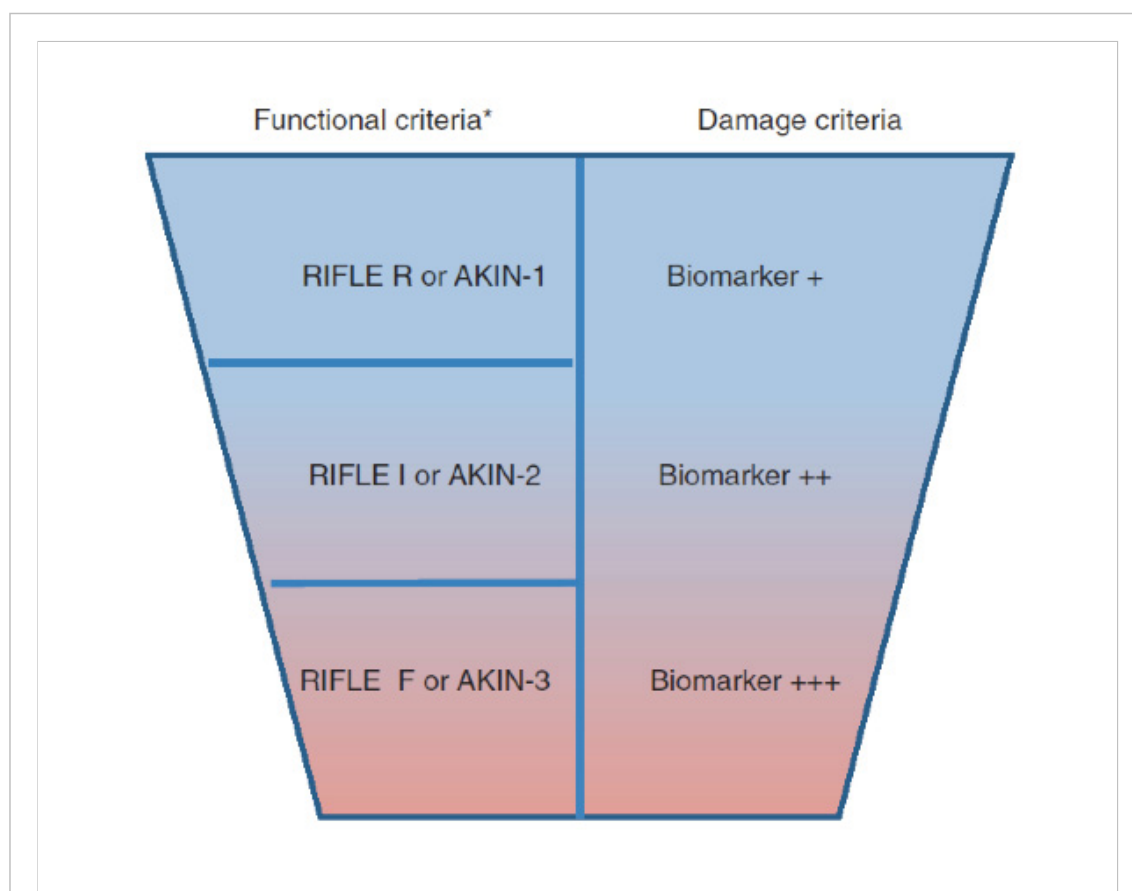 Functional criteria* Damage criteria
RIFLE R or AKIN-1 Biomarker +
RIFLE I or AKIN-2 Biomarker ++
RIFLE F or AKIN-3 Biomarker +++